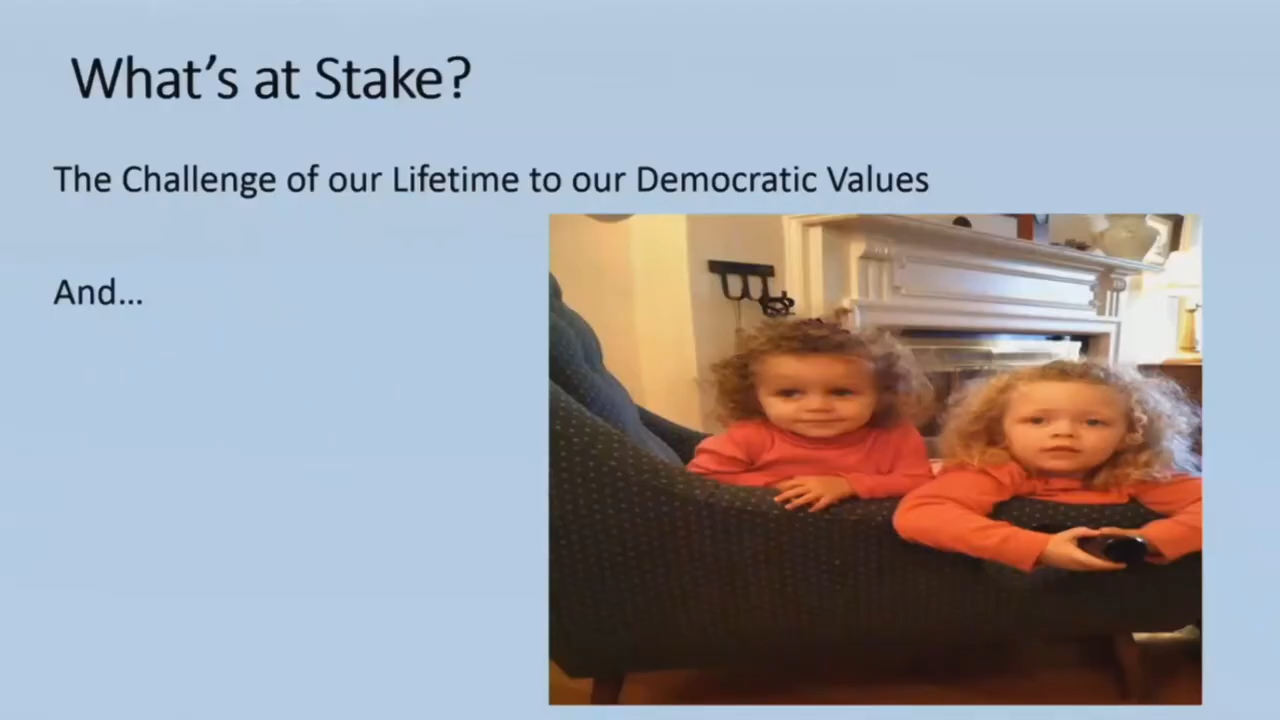 What’s at Stake?
The Challenge of our Lifetime to our Democratic Values
And...